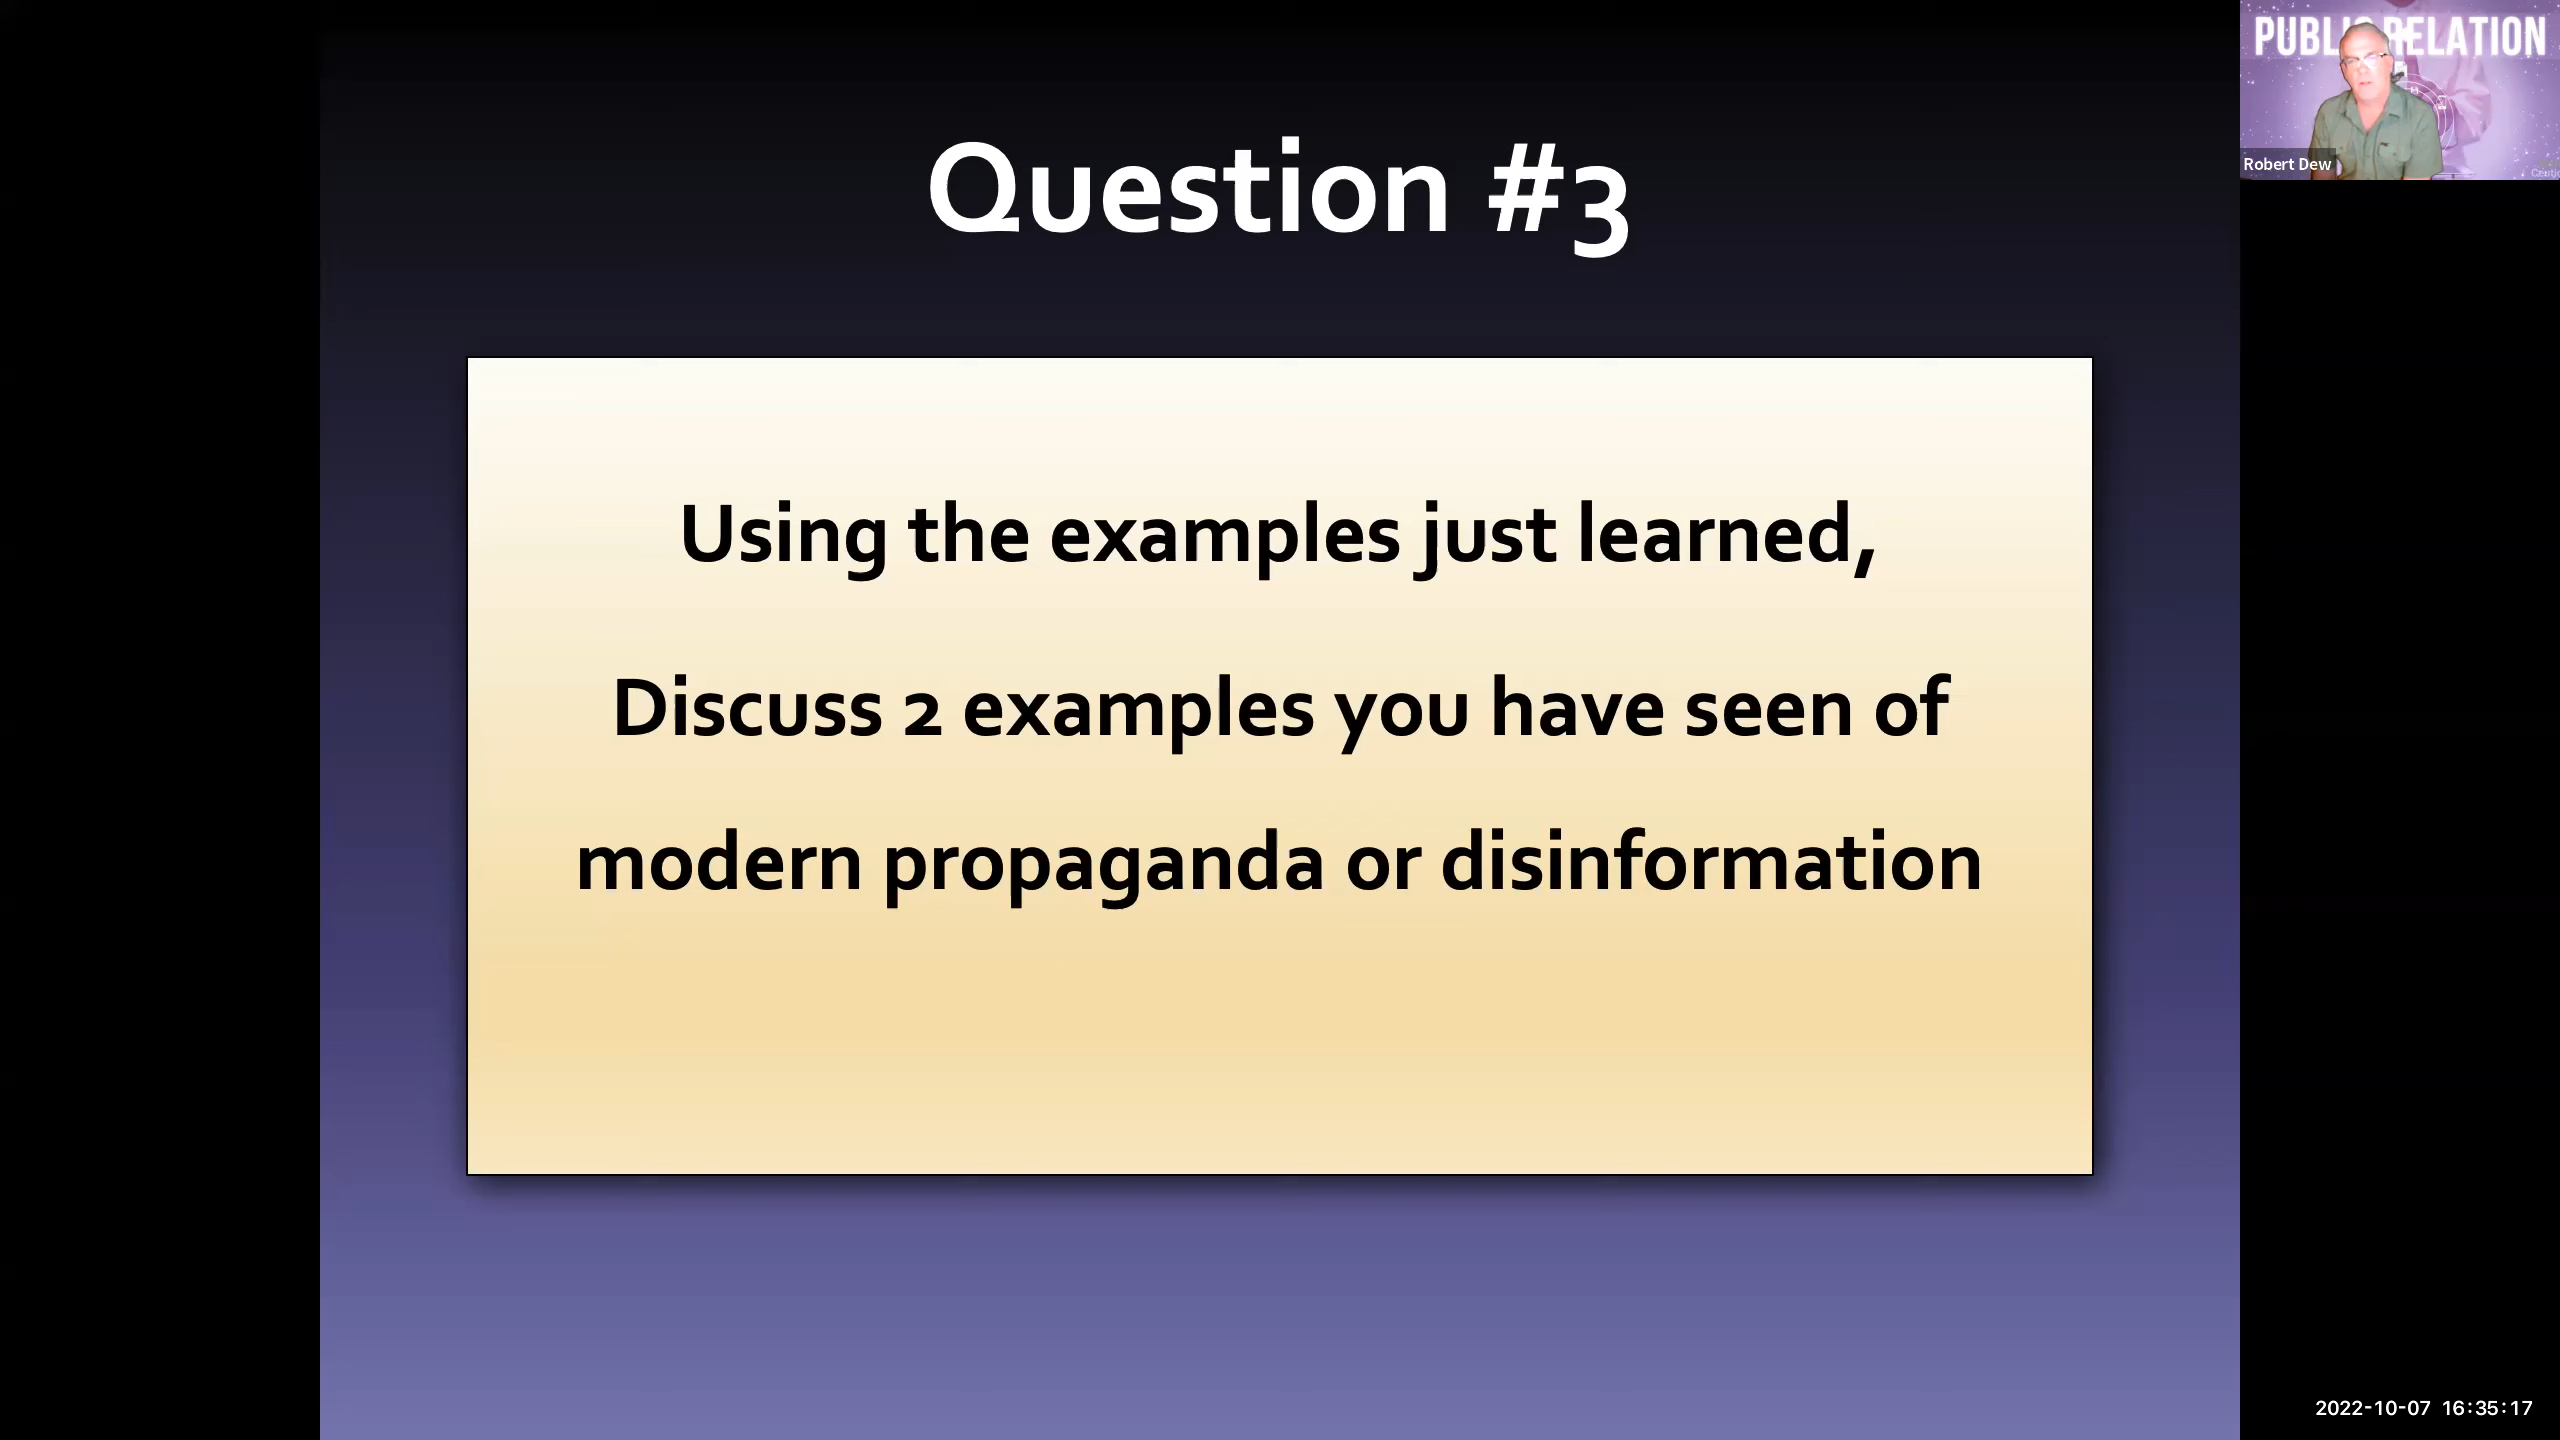 PUBLIC RELATION
Robert Dew
Question #3
Using the examples just learned,
Discuss 2 examples you have seen of
modern propaganda or disinformation
2022-10-07 16:35:17